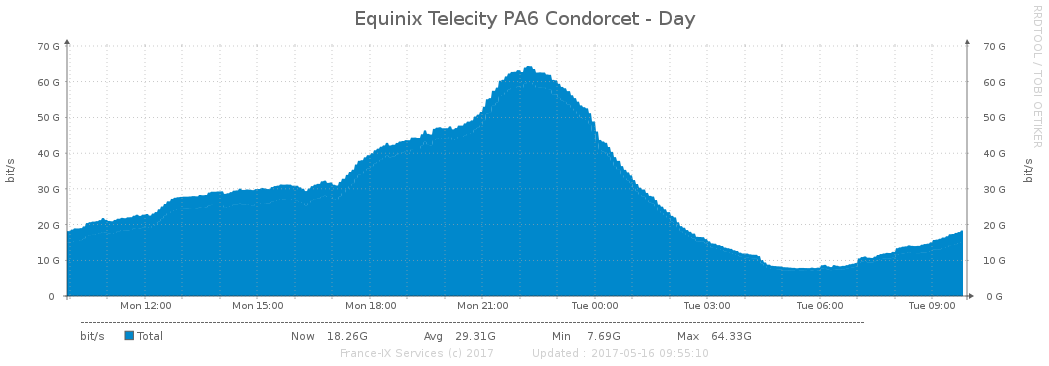 Equinix Telecity PA6 Condorcet - Day
RRDTOOL / TOBI OETIKER
70 G 70 G
60 G 60 G
50 G 50 G
40 G 40 G
bit/s bit/s
30 G 30 G
20 G 20 G
10 G 10 G
0 0 G
Mon 12:00 Mon 15:00 Mon 18:00 Mon 21:00 Tue 00:00 Tue 03:00 Tue 06:00 Tue 09:00
bit/s Total Now 18.26G Avg 29.31G Min 7.69G Max 64.33G
France-IX Services (c) 2017 Updated : 2017-05-16 09:55:10